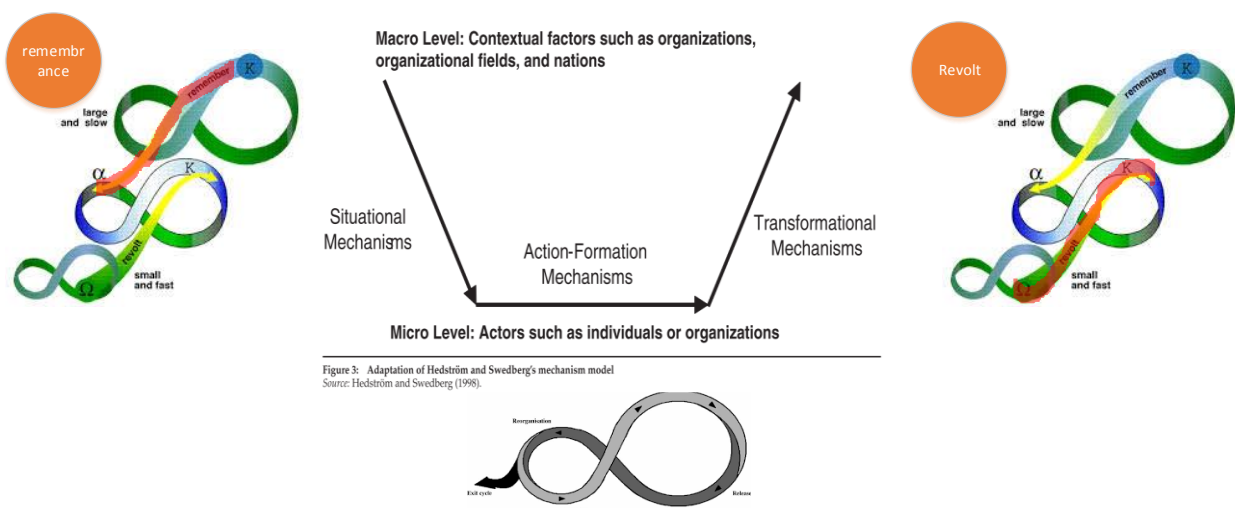 remembr
ance
K
remember
large
and slow
α
K
revolt
small
and fast
Ω
Macro Level: Contextual factors such as organizations,
organizational fields, and nations
Situational
Mechanisms
Action-Formation
Mechanisms
Transformational
Mechanisms
Micro Level: Actors such as individuals or organizations
Figure 3: Adaptation of Hedström and Swedberg's mechanism model
Source: Hedström and Swedberg (1998).
Reorganisation
Exit cycle
Release
Revolt
K
remember
large
and slow
α
K
revolt
small
and fast
Ω